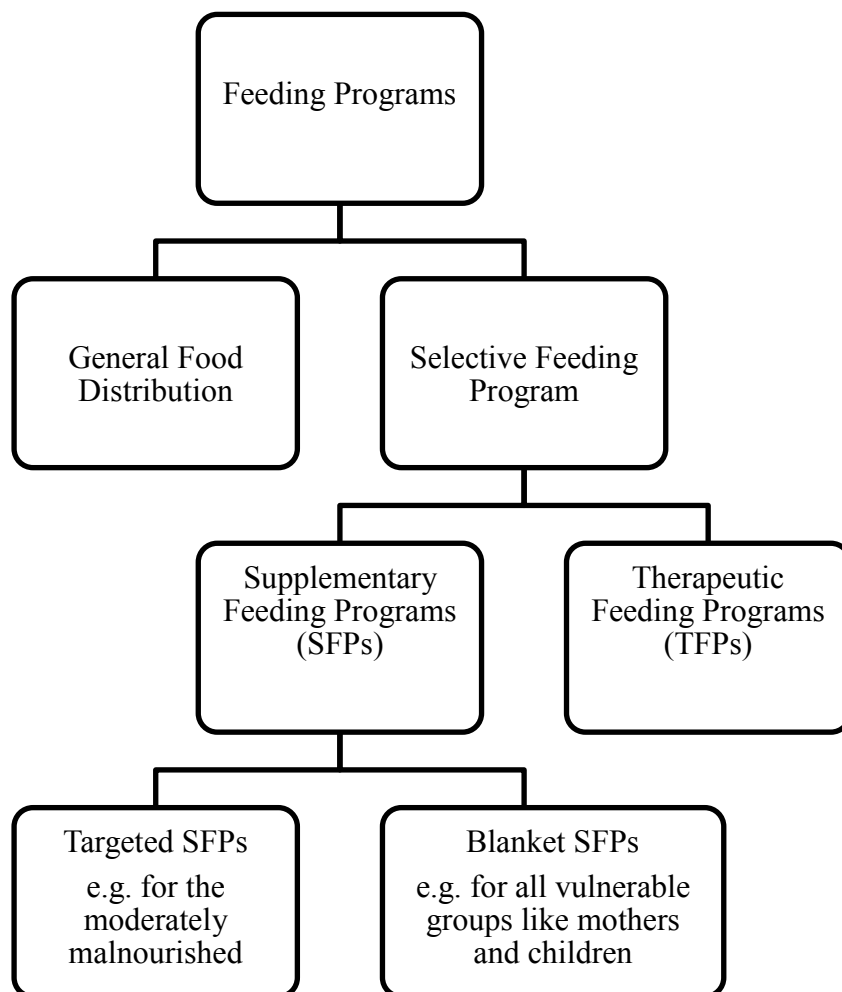 Feeding Programs
General Food
Distribution
Selective Feeding
Program
Supplementary
Feeding Programs
(SFPs)
Therapeutic
Feeding Programs
(TFPs)
Targeted SFPs
e.g. for the
moderately
malnourished
Blanket SFPs
e.g. for all vulnerable
groups like mothers
and children